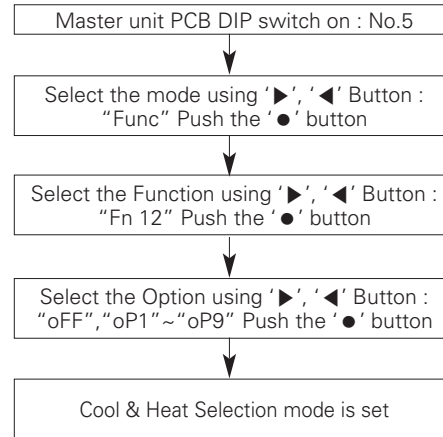 Master unit PCB DIP switch on : No.5
Select the mode using ‘▶’, ‘◀’ Button :
“Func” Push the ‘●’ button
Select the Function using ‘▶’, ‘◀’ Button :
“Fn 12” Push the ‘●’ button
Select the Option using ‘▶’, ‘◀’ Button :
“oFF”,“oP1”~“oP9” Push the ‘●’ button
Cool & Heat Selection mode is set